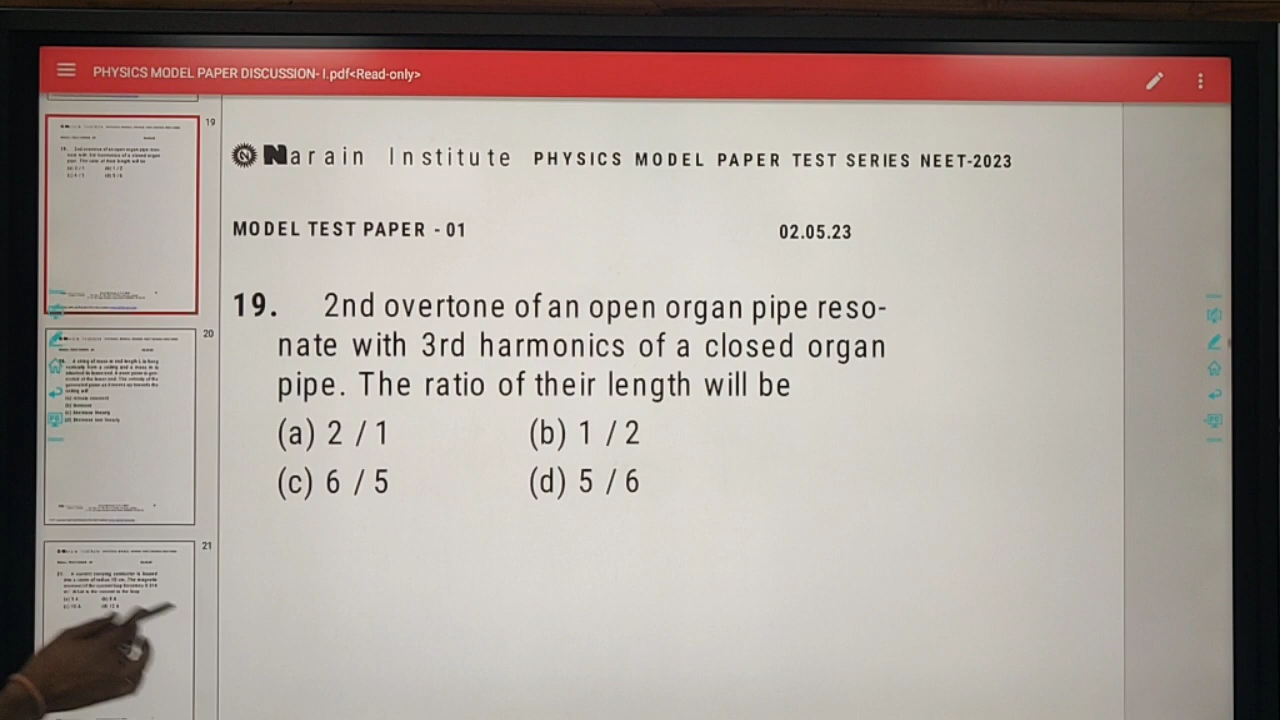 PHYSICS MODEL PAPER DISCUSSION- I.pdf<Read-only>
19
Narain Institute PHYSICS MODEL PAPER TEST SERIES NEET-2023
MODEL TEST PAPER - 01 02.05.23
19. 2nd overtone of an open organ pipe reso-
nate with 3rd harmonics of a closed organ
pipe. The ratio of their length will be
(a) 2 / 1 (b) 1 / 2
(c) 6 / 5 (d) 5 / 6
20
21